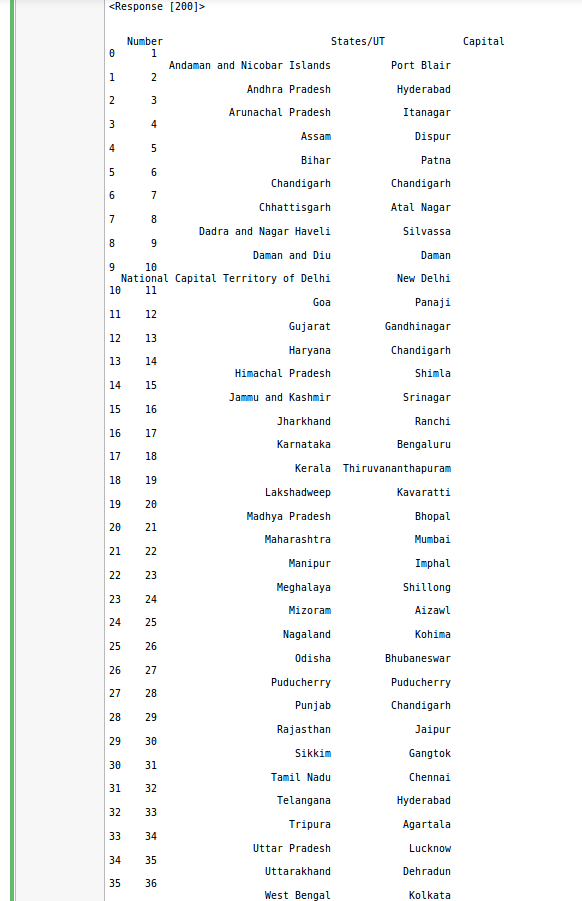 <Response [200]>
Number States/UT Capital
0 1
Andaman and Nicobar Islands Port Blair
1 2
Andhra Pradesh Hyderabad
2 3
Arunachal Pradesh Itanagar
3 4
Assam Dispur
4 5
Bihar Patna
5 6
Chandigarh Chandigarh
6 7
Chhattisgarh Atal Nagar
7 8
Dadra and Nagar Haveli Silvassa
8 9
Daman and Diu Daman
9 10
National Capital Territory of Delhi New Delhi
10 11
Goa Panaji
11 12
Gujarat Gandhinagar
12 13
Haryana Chandigarh
13 14
Himachal Pradesh Shimla
14 15
Jammu and Kashmir Srinagar
15 16
Jharkhand Ranchi
16 17
Karnataka Bengaluru
17 18
Kerala Thiruvananthapuram
18 19
Lakshadweep Kavaratti
19 20
Madhya Pradesh Bhopal
20 21
Maharashtra Mumbai
21 22
Manipur Imphal
22 23
Meghalaya Shillong
23 24
Mizoram Aizawl
24 25
Nagaland Kohima
25 26
Odisha Bhubaneswar
26 27
Puducherry Puducherry
27 28
Punjab Chandigarh
28 29
Rajasthan Jaipur
29 30
Sikkim Gangtok
30 31
Tamil Nadu Chennai
31 32
Telangana Hyderabad
32 33
Tripura Agartala
33 34
Uttar Pradesh Lucknow
34 35
Uttarakhand Dehradun
35 36
West Bengal Kolkata